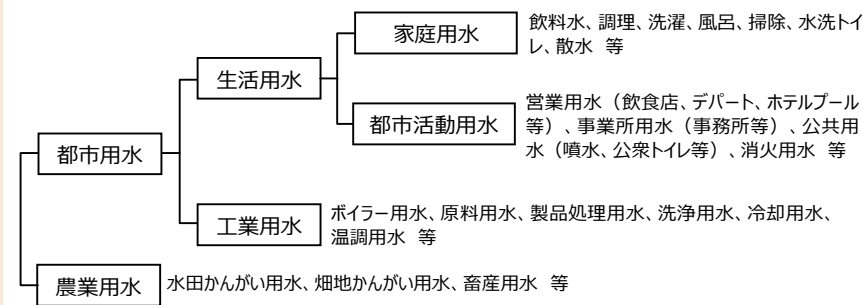 家庭用水
飲料水、調理、洗濯、風呂、掃除、水洗トイ
レ、散水 等
生活用水
都市活動用水
営業用水（飲食店、デパート、ホテルプール
等）、事業所用水（事務所等）、公共用
水（噴水、公衆トイレ等）、消火用水 等
都市用水
工業用水
ボイラー用水、原料用水、製品処理用水、洗浄用水、冷却用水、
温調用水 等
農業用水
水田かんがい用水、畑地かんがい用水、畜産用水 等